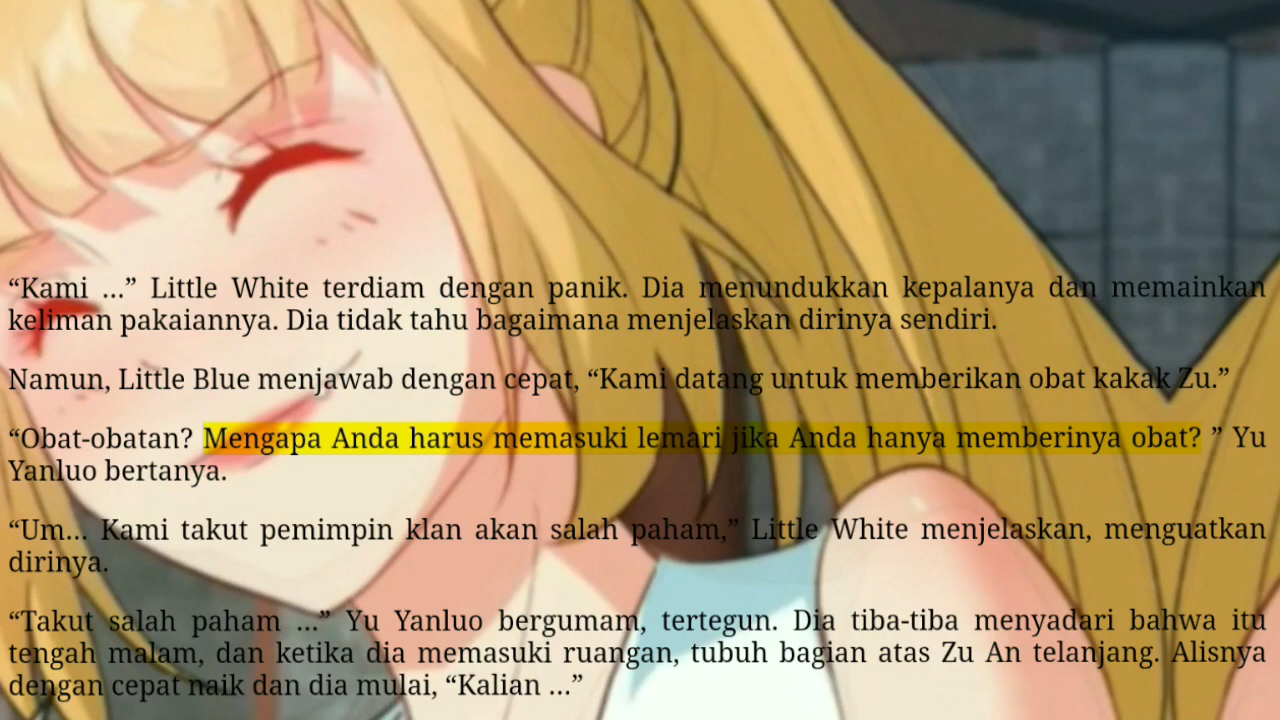 “Kami ...” Little White terdiam dengan panik. Dia menundukkan kepalanya dan memainkan
keliman pakaiannya. Dia tidak tahu bagaimana menjelaskan dirinya sendiri.
Namun, Little Blue menjawab dengan cepat, “Kami datang untuk memberikan obat kakak Zu.”
“Obat-obatan? Mengapa Anda harus memasuki lemari jika Anda hanya memberinya obat? ” Yu
Yanluo bertanya.
“Um... Kami takut pemimpin klan akan salah paham,” Little White menjelaskan, menguatkan
dirinya.
“Takut salah paham ...” Yu Yanluo bergumam, tertegun. Dia tiba-tiba menyadari bahwa itu
tengah malam, dan ketika dia memasuki ruangan, tubuh bagian atas Zu An telanjang. Alisnya
dengan cepat naik dan dia mulai, “Kalian ...”